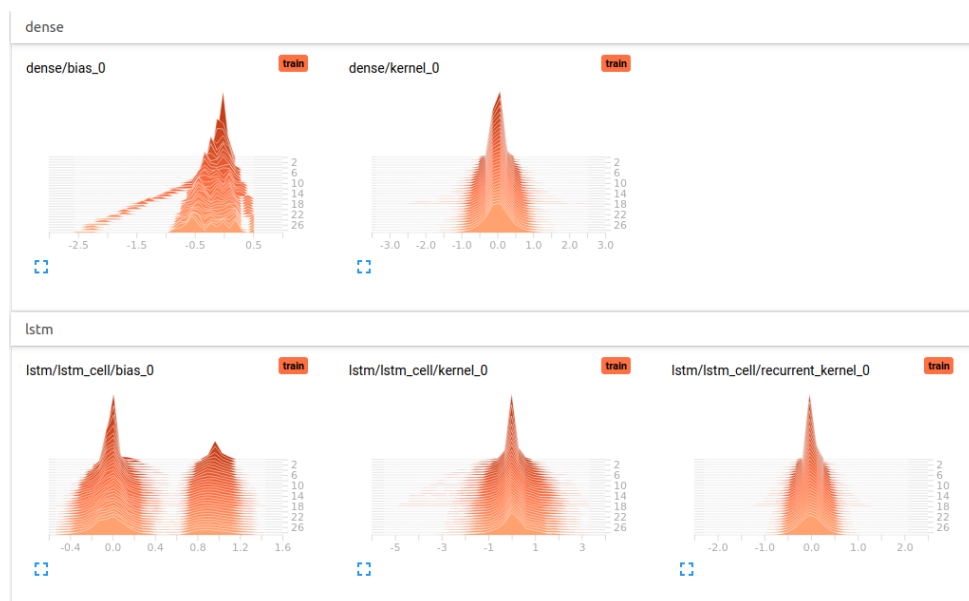 dense
dense/bias_0 train
dense/kernel_0 train
2
6
10
14
18
22
26
-2.5 -1.5 -0.5 0.5
2
6
10
14
18
22
26
-3.0 -2.0 -1.0 0.0 1.0 2.0 3.0
lstm
lstm/lstm_cell/bias_0 train
lstm/lstm_cell/kernel_0 train
lstm/lstm_cell/recurrent_kernel_0 train
2
6
10
14
18
22
26
-0.4 0.0 0.4 0.8 1.2 1.6
2
6
10
14
18
22
26
-5 -3 -1 1 3
2
6
10
14
18
22
26
-2.0 -1.0 0.0 1.0 2.0